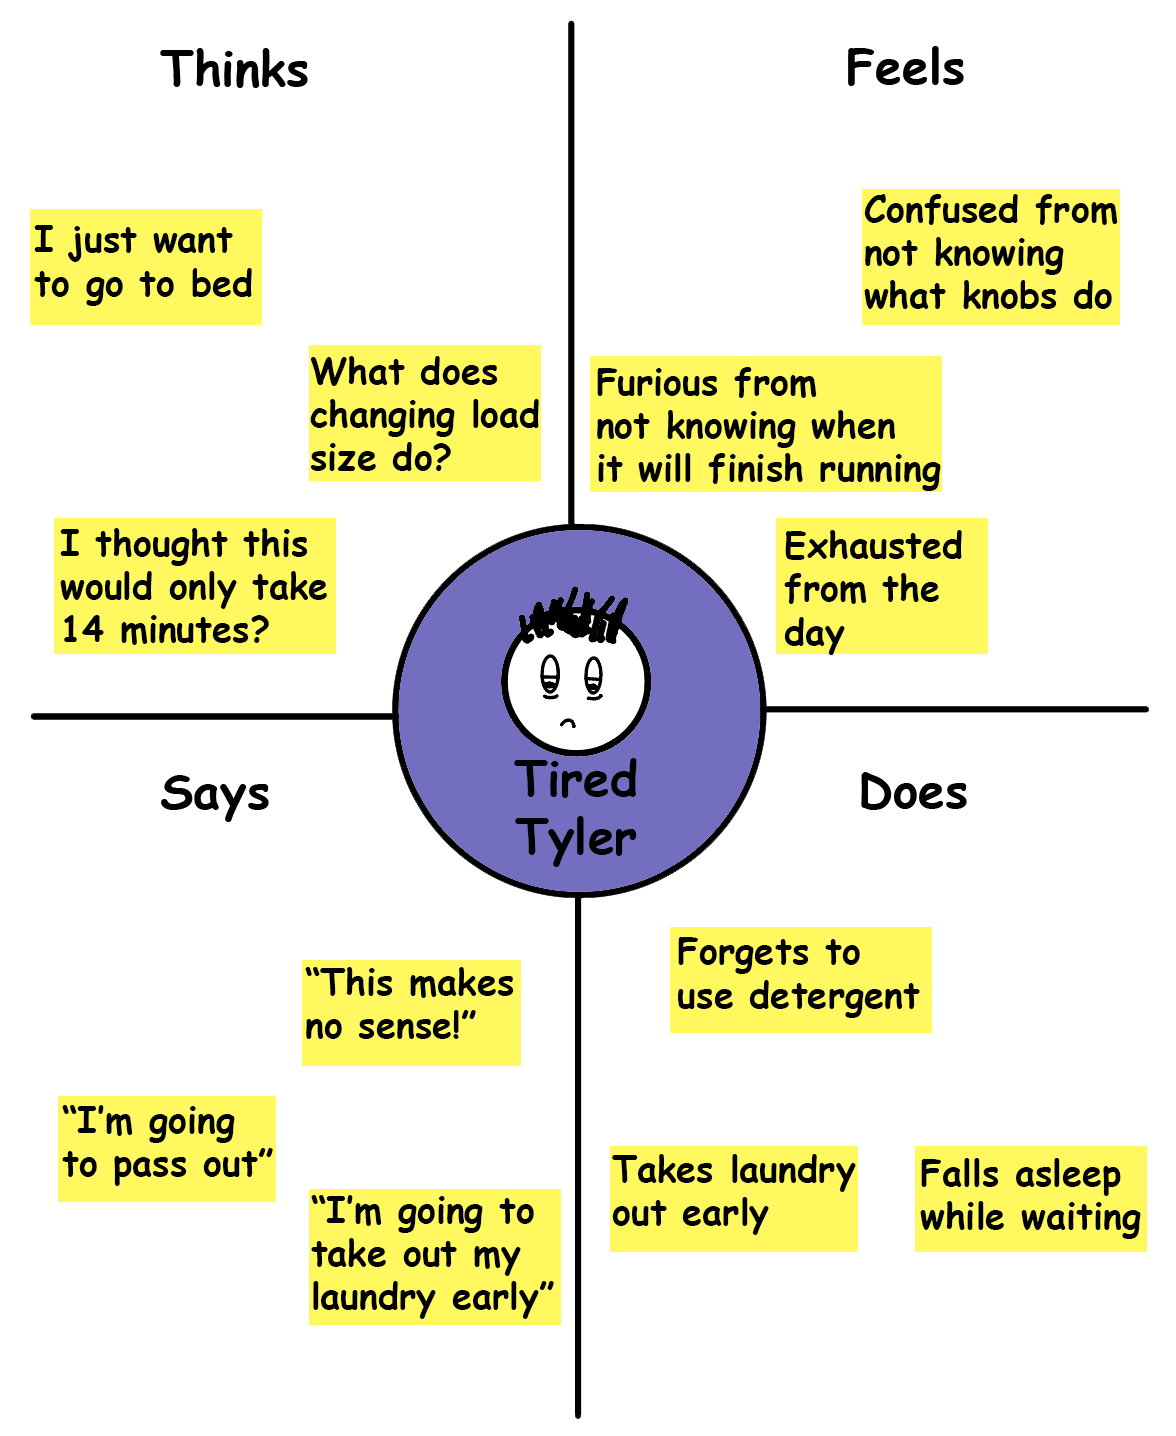 Thinks
I just want
to go to bed
What does
changing load
size do?
I thought this
would only take
14 minutes?
Feels
Confused from
not knowing
what knobs do
Furious from
not knowing when
it will finish running
Exhausted
from the
day
Tired
Tyler
Says
“This makes
no sense!”
“I’m going
to pass out”
“I’m going to
take out my
laundry early”
Does
Forgets to
use detergent
Takes laundry
out early
Falls asleep
while waiting